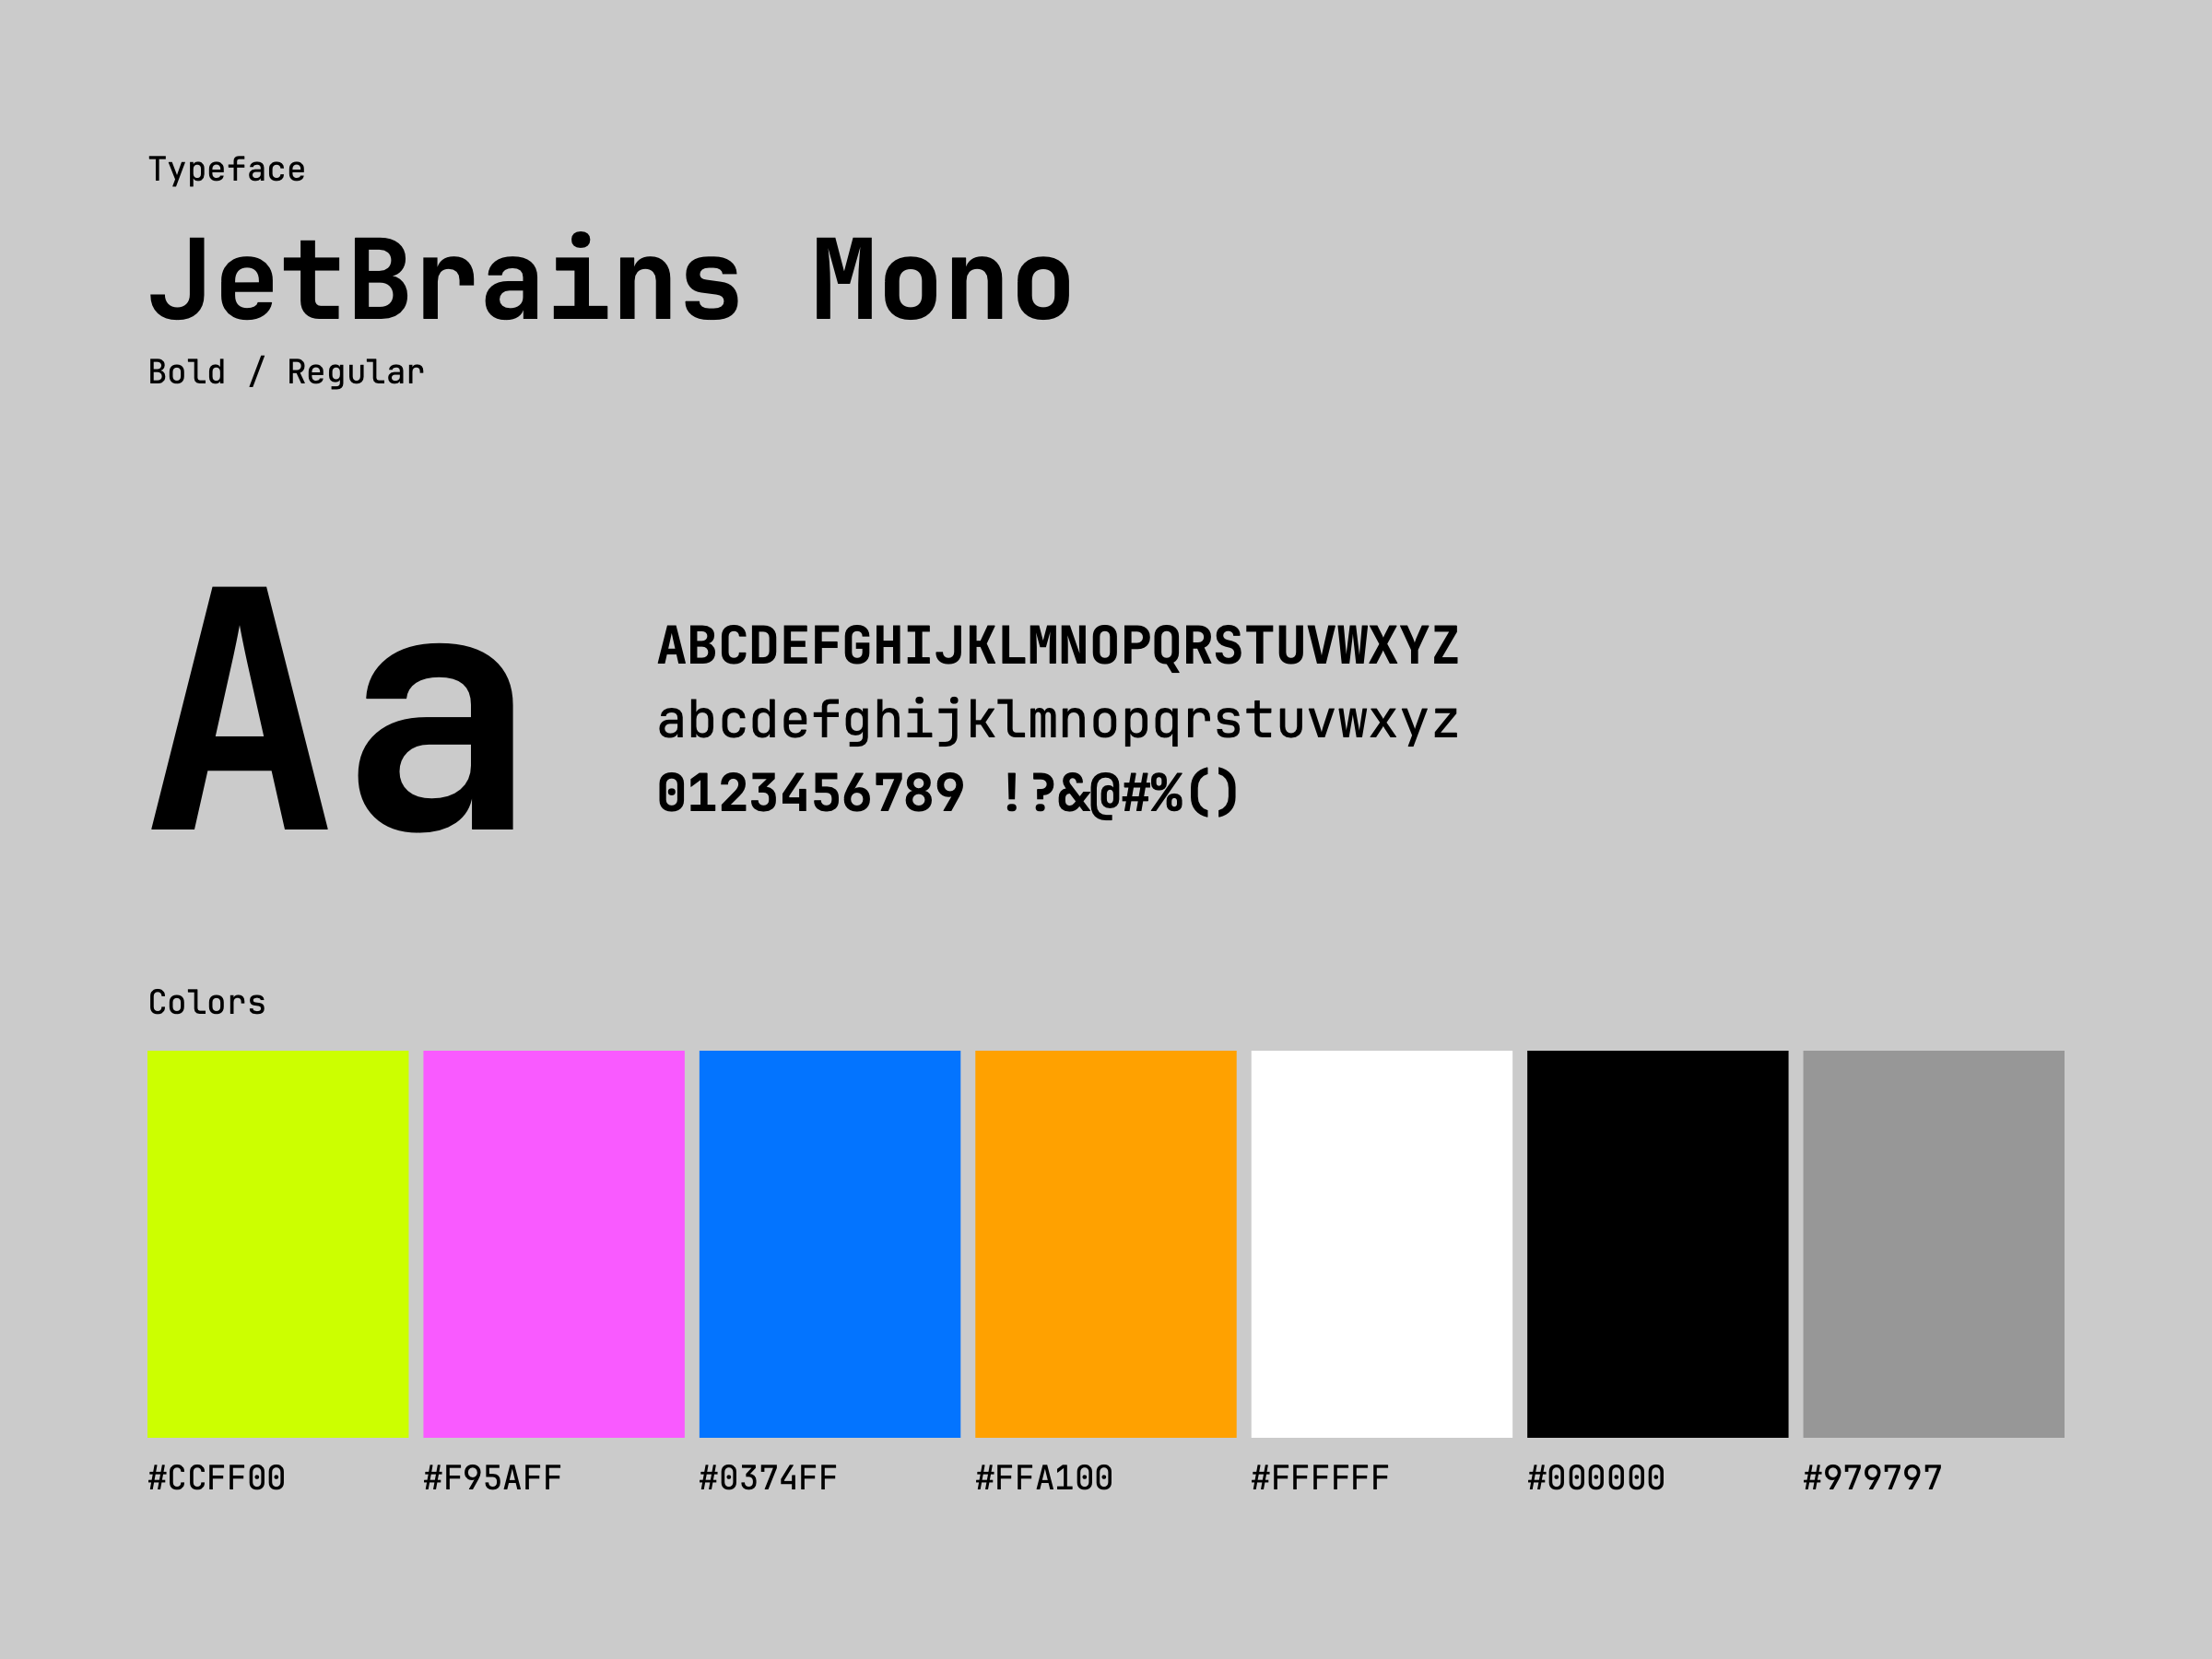 Typeface
JetBrains Mono
Bold / Regular
Aa
ABCDEFGHIJKLMNOPQRSTUVWXYZ
abcdefghijklmnopqrstuvwxyz
0123456789 !?&@#%()
Colors
#CCFF00 #F95AFF #0374FF #FFA100 #FFFFFF #000000 #979797